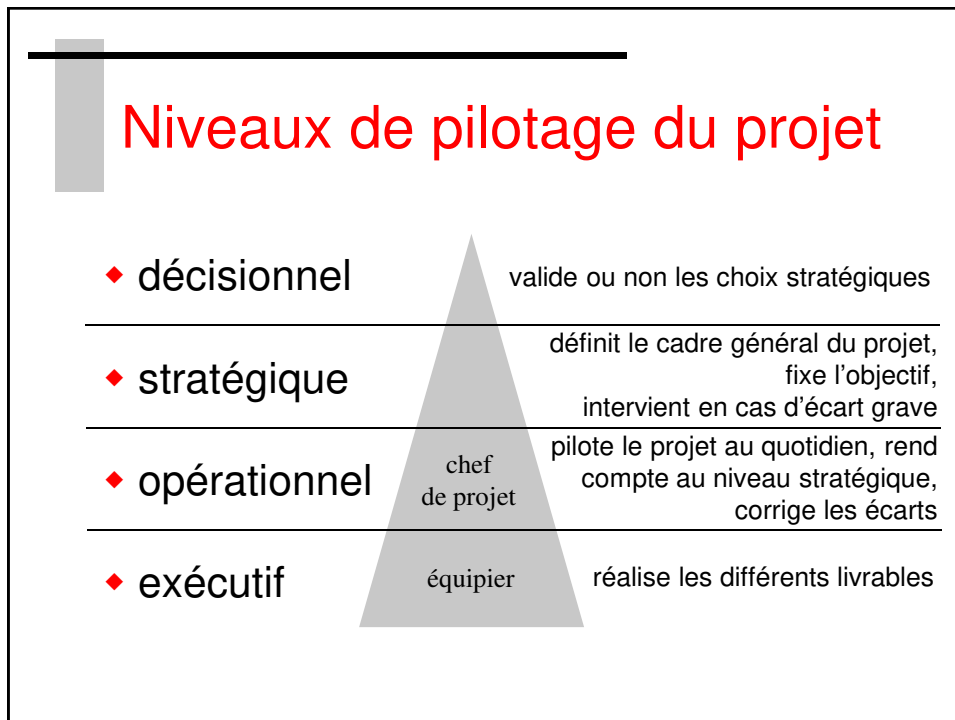 Niveaux de pilotage du projet
décisionnel
valide ou non les choix stratégiques
stratégique
définit le cadre général du projet,
fixe l'objectif,
intervient en cas d'écart grave
opérationnel
chef
de projet
pilote le projet au quotidien, rend
compte au niveau stratégique,
corrige les écarts
exécutif
équipier
réalise les différents livrables